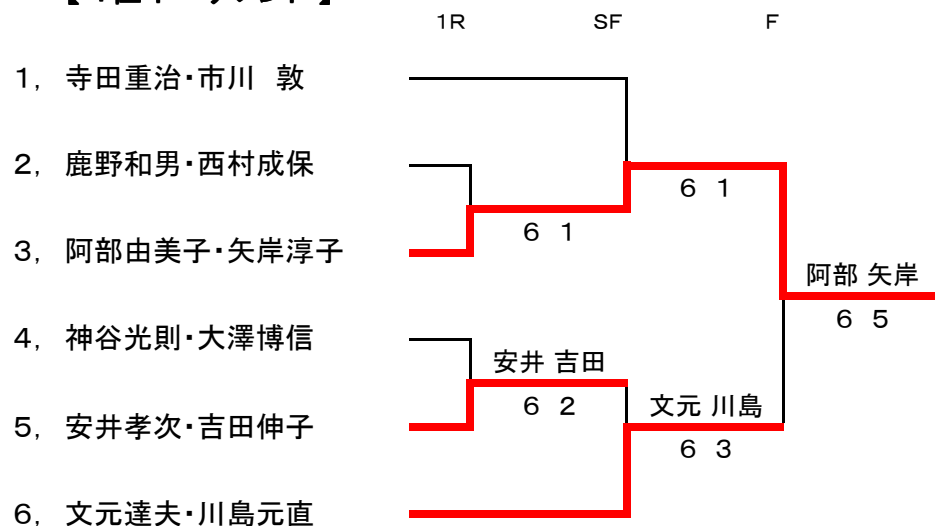 1R SF F
1, 寺田重治・市川 敦
2, 鹿野和男・西村成保
6 1
6 1
3, 阿部由美子・矢岸淳子
阿部 矢岸
6 5
4, 神谷光則・大澤博信
安井 吉田
6 2
文元 川島
5, 安井孝次・吉田伸子
6 3
6, 文元達夫・川島元直